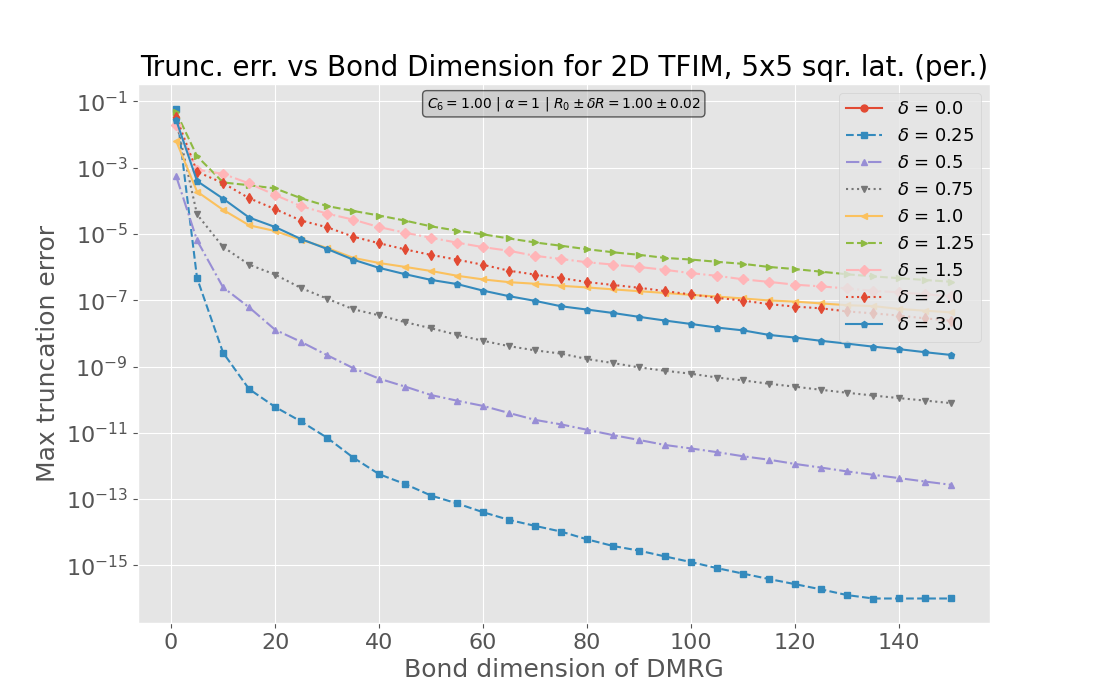 Trunc. err. vs Bond Dimension for 2D TFIM, 5x5 sqr. lat. (per.)
C₆ = 1.00 | α = 1 | R₀ ± δR = 1.00 ± 0.02
δ = 0.0
δ = 0.25
δ = 0.5
δ = 0.75
δ = 1.0
δ = 1.25
δ = 1.5
δ = 2.0
δ = 3.0
Max truncation error
10⁻¹
10⁻³
10⁻⁵
10⁻⁷
10⁻⁹
10⁻¹¹
10⁻¹³
10⁻¹⁵
0 20 40 60 80 100 120 140
Bond dimension of DMRG